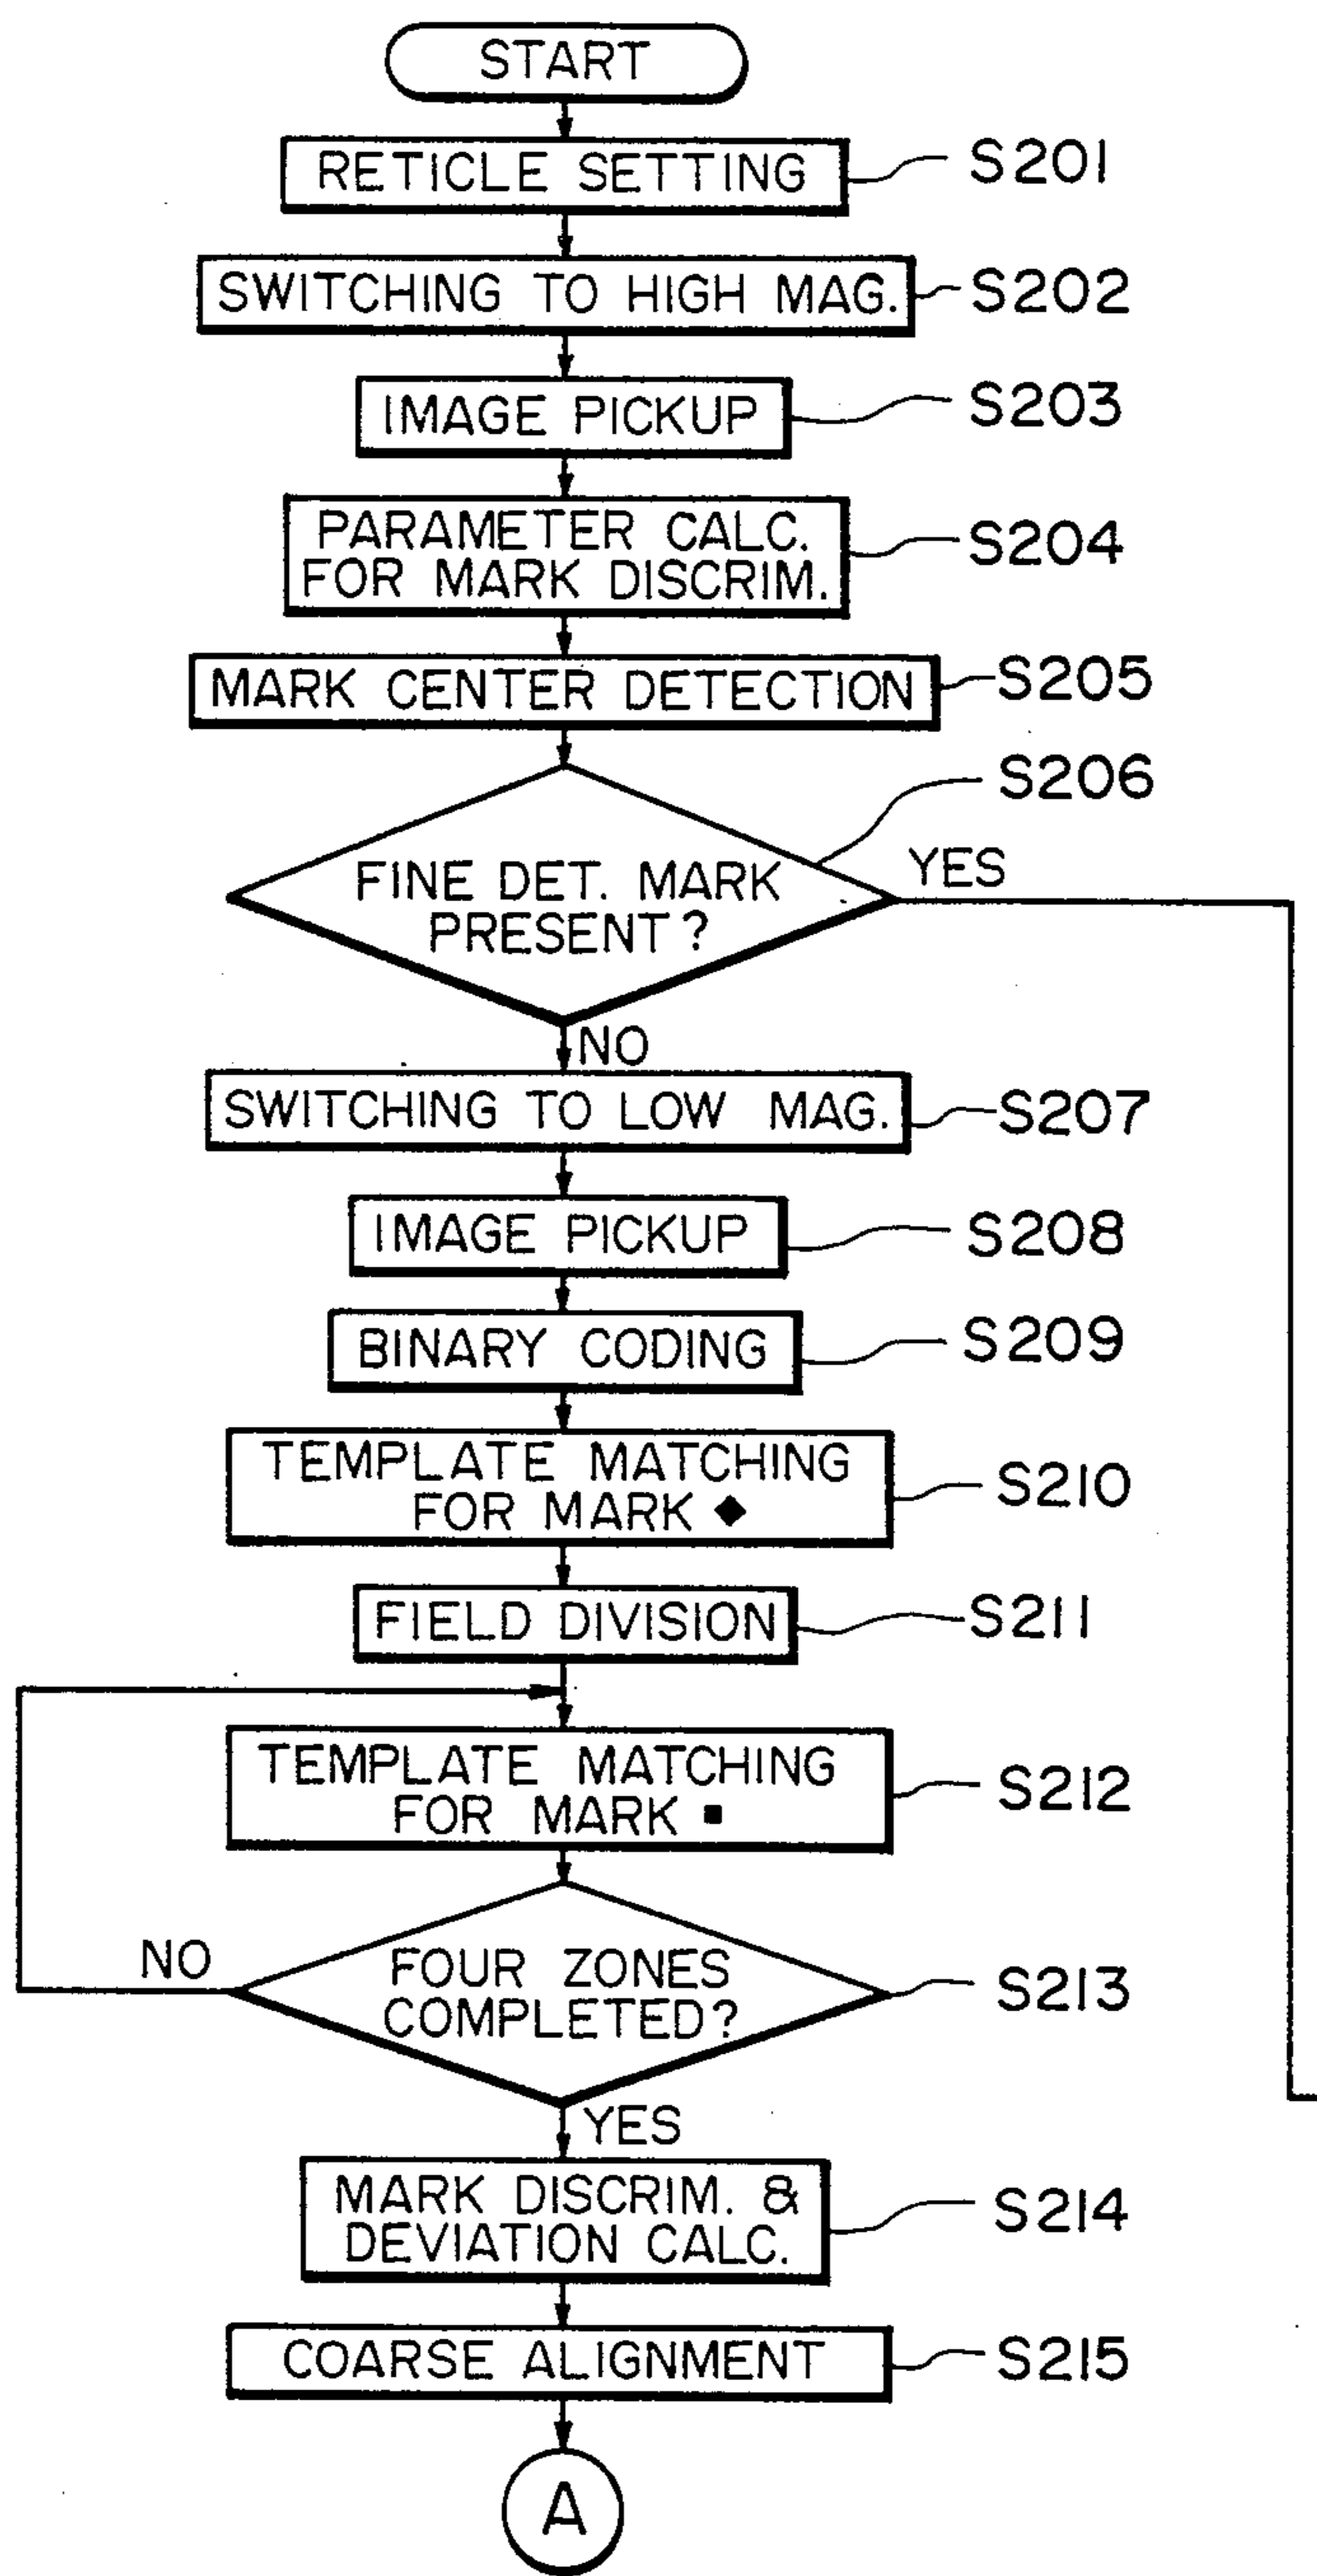 START
RETICLE SETTING
S201
SWITCHING TO HIGH MAG.
S202
IMAGE PICKUP
S203
PARAMETER CALC.
FOR MARK DISCRIM.
S204
MARK CENTER DETECTION
S205
S206
FINE DET. MARK
PRESENT?
YES
NO
SWITCHING TO LOW MAG.
S207
IMAGE PICKUP
S208
BINARY CODING
S209
TEMPLATE MATCHING
FOR MARK ◆
S210
FIELD DIVISION
S211
TEMPLATE MATCHING
FOR MARK ■
S212
NO
FOUR ZONES
COMPLETED?
S213
YES
MARK DISCRIM. &
DEVIATION CALC.
S214
COARSE ALIGNMENT
S215
A